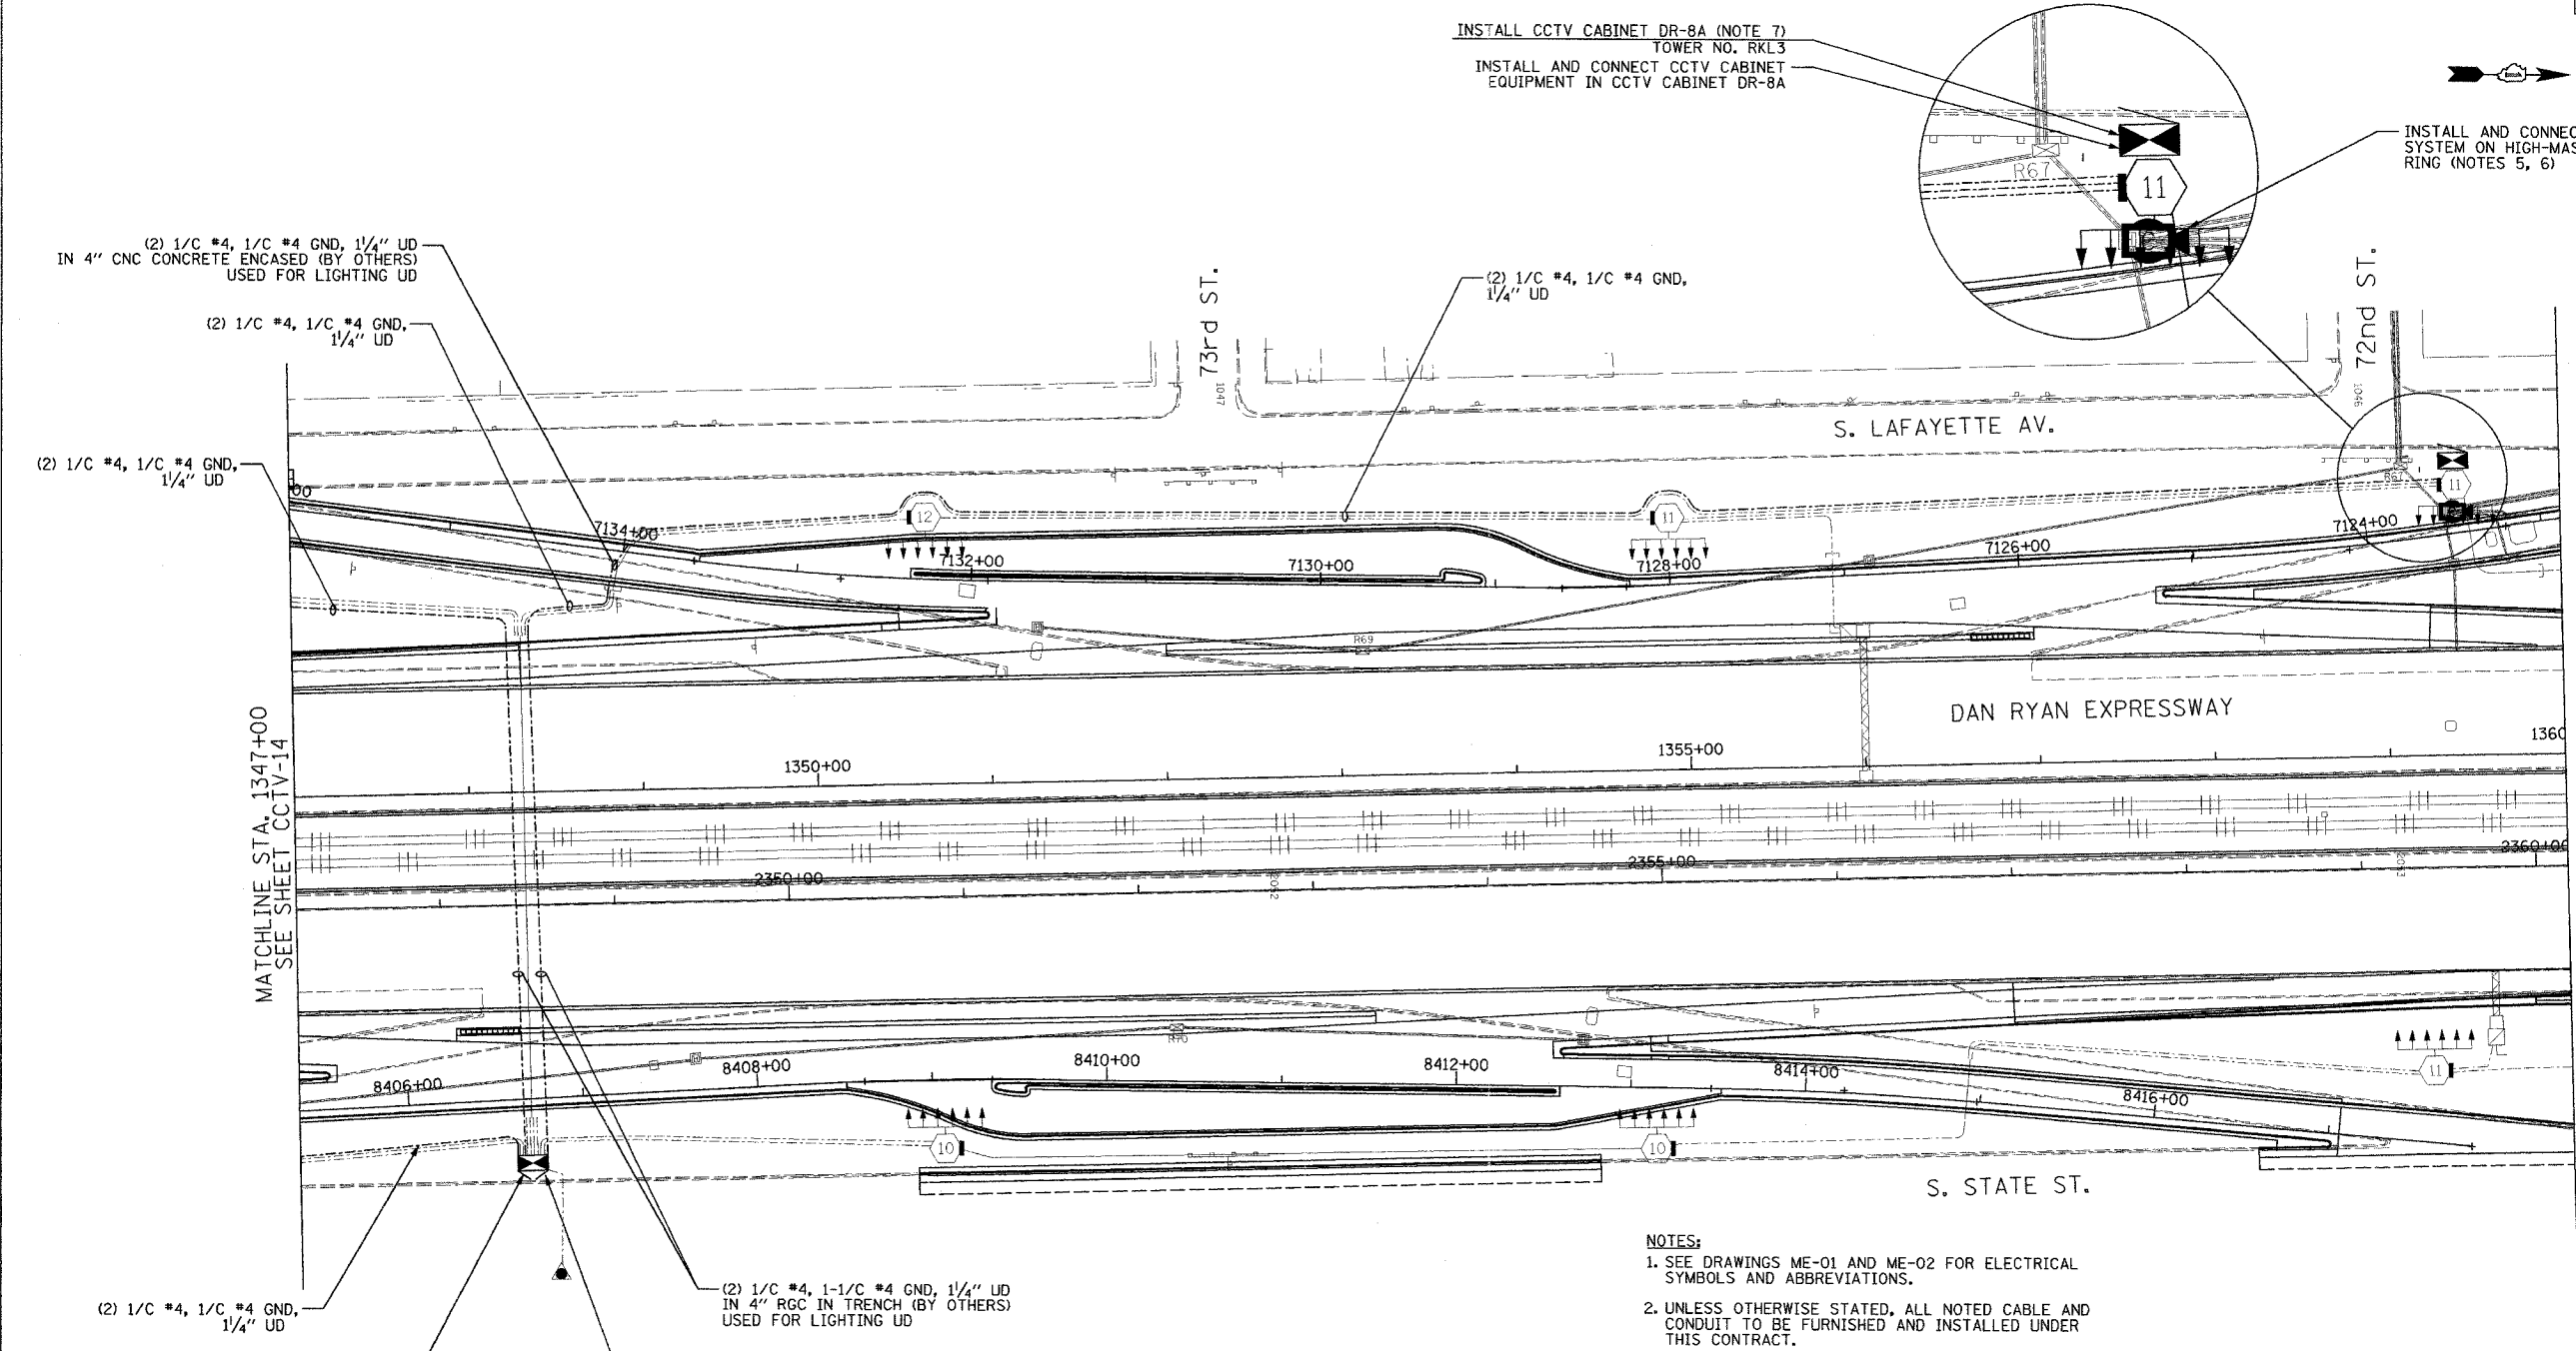 INSTALL CCTV CABINET DR-8A (NOTE 7)
TOWER NO. RKL3
INSTALL AND CONNECT CCTV CABINET
EQUIPMENT IN CCTV CABINET DR-8A
INSTALL AND CONNEC
SYSTEM ON HIGH-MAS
RING (NOTES 5, 6)
R67
11
(2) 1/C #4, 1/C #4 GND, 1¼" UD
IN 4" CNC CONCRETE ENCASED (BY OTHERS)
USED FOR LIGHTING UD
(2) 1/C #4, 1/C #4 GND,
1¼" UD
(2) 1/C #4, 1/C #4 GND,
1¼" UD
(2) 1/C #4, 1/C #4 GND,
1¼" UD
73rd ST.
1047
72nd ST.
1046
S. LAFAYETTE AV.
R67
11
00
7134+00
12
7132+00
7130+00
11
7128+00
7126+00
7124+00
R69
DAN RYAN EXPRESSWAY
MATCHLINE STA. 1347+00
SEE SHEET CCTV-14
1350+00
1355+00
1360
2350+00
2355+00
2360+00
R70
8406+00
8408+00
8410+00
8412+00
8414+00
8416+00
11
10
10
S. STATE ST.
(2) 1/C #4, 1/C #4 GND,
1¼" UD
(2) 1/C #4, 1-1/C #4 GND, 1¼" UD
IN 4" RGC IN TRENCH (BY OTHERS)
USED FOR LIGHTING UD
NOTES:
1. SEE DRAWINGS ME-01 AND ME-02 FOR ELECTRICAL
SYMBOLS AND ABBREVIATIONS.
2. UNLESS OTHERWISE STATED, ALL NOTED CABLE AND
CONDUIT TO BE FURNISHED AND INSTALLED UNDER
THIS CONTRACT.